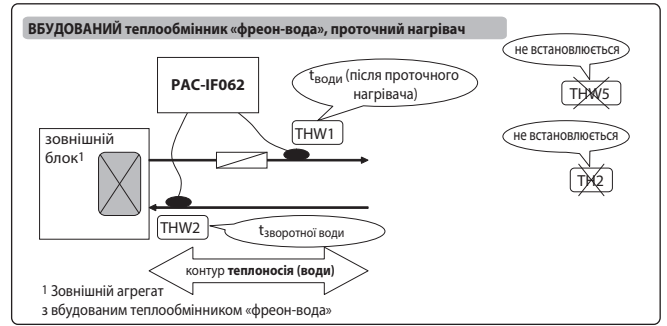 ВБУДОВАНИЙ теплообмінник «фреон-вода», проточний нагрівач
не встановлюється
THW5
PAC-IF062
tводи (після проточного
нагрівача)
THW1
зовнішній
блок1
не встановлюється
TH2
THW2
tзворотної води
контур теплоносія (води)
1 Зовнішній агрегат
з вбудованим теплообмінником «фреон-вода»